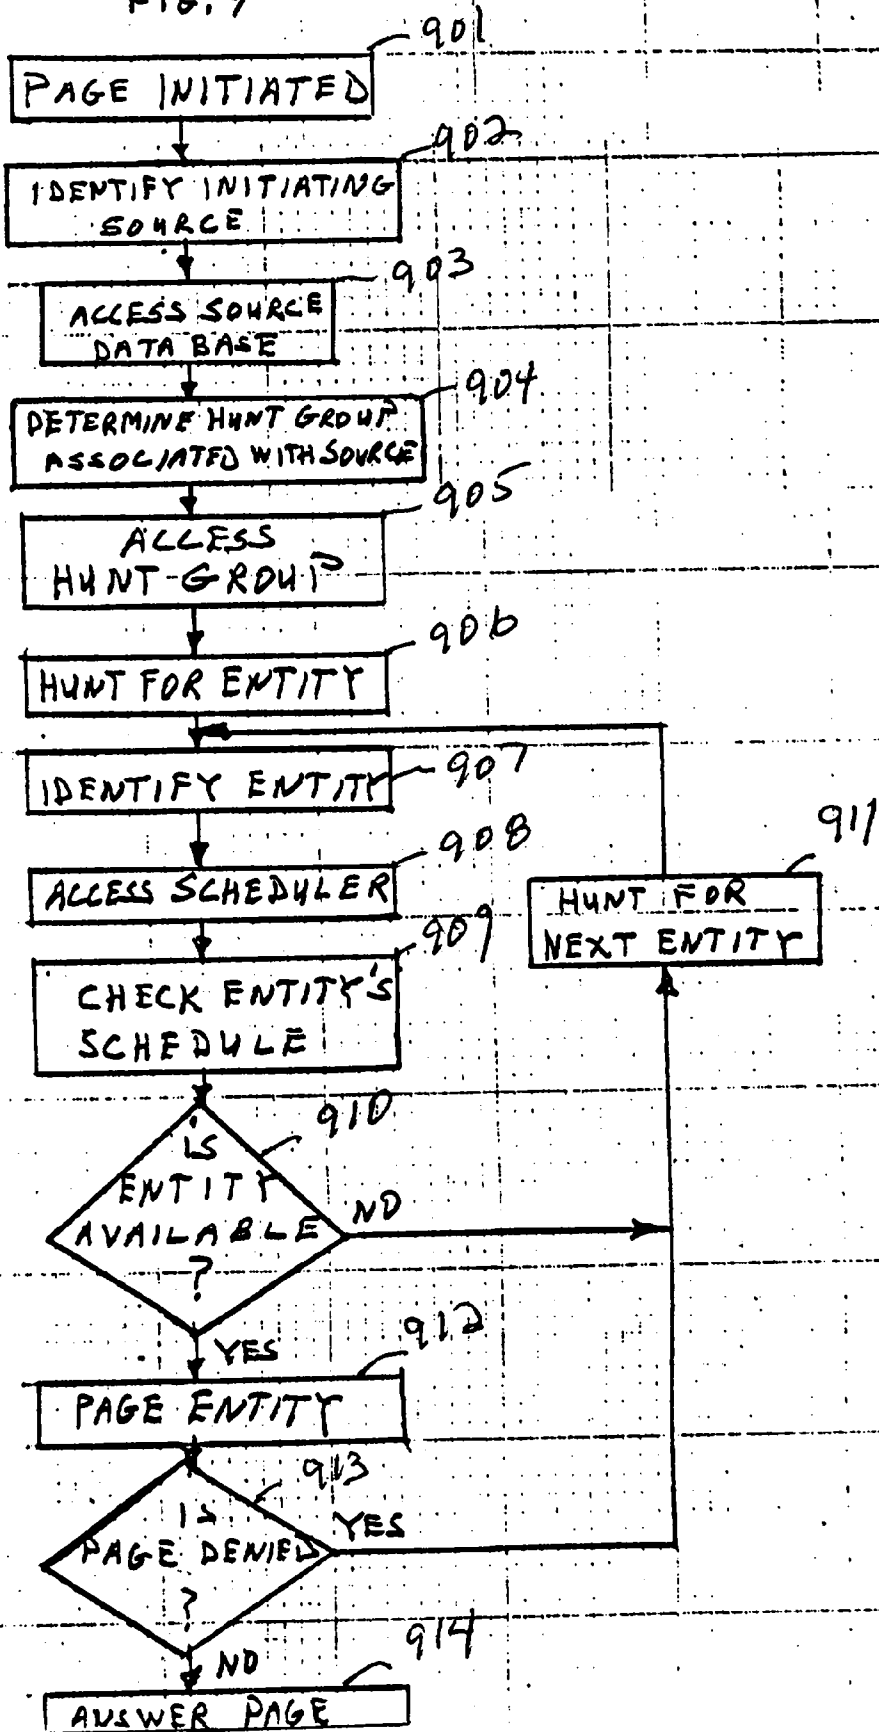 FIG. 9
901
PAGE INITIATED
902
IDENTIFY INITIATING
SOURCE
903
ACCESS SOURCE
DATA BASE
904
DETERMINE HUNT GROUP
ASSOCIATED WITH SOURCE
905
ACCESS
HUNT-GROUP
906
HUNT FOR ENTITY
907
IDENTIFY ENTITY
908
ACCESS SCHEDULER
911
HUNT FOR
NEXT ENTITY
909
CHECK ENTITY'S
SCHEDULE
910
IS
ENTITY
AVAILABLE
?
NO
YES
912
PAGE ENTITY
913
IS
PAGE DENIED
?
YES
NO
914
ANSWER PAGE